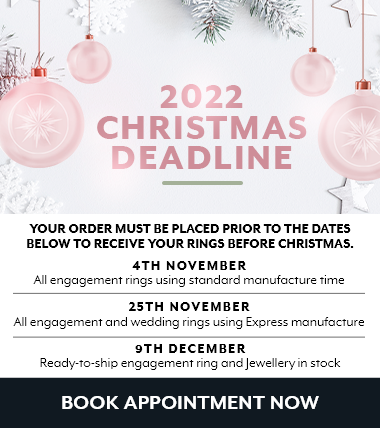 2022
CHRISTMAS
DEADLINE
YOUR ORDER MUST BE PLACED PRIOR TO THE DATES
BELOW TO RECEIVE YOUR RINGS BEFORE CHRISTMAS.
4TH NOVEMBER
All engagement rings using standard manufacture time
25TH NOVEMBER
All engagement and wedding rings using Express manufacture
9TH DECEMBER
Ready-to-ship engagement ring and Jewellery in stock
BOOK APPOINTMENT NOW